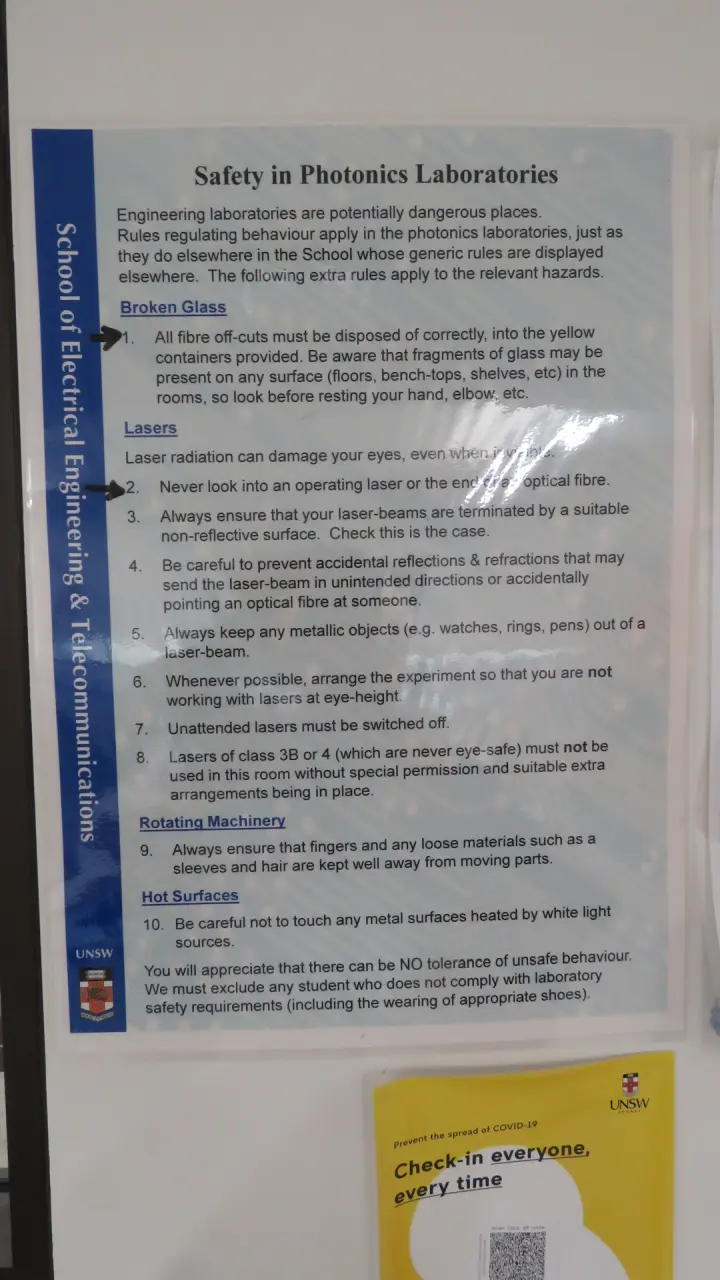 Safety in Photonics Laboratories
Engineering laboratories are potentially dangerous places.
Rules regulating behaviour apply in the photonics laboratories, just as
they do elsewhere in the School whose generic rules are displayed
elsewhere. The following extra rules apply to the relevant hazards.
Broken Glass
1. All fibre off-cuts must be disposed of correctly, into the yellow
containers provided. Be aware that fragments of glass may be
present on any surface (floors, bench-tops, shelves, etc) in the
rooms, so look before resting your hand, elbow, etc.
Lasers
Laser radiation can damage your eyes, even when invisible.
2. Never look into an operating laser or the end of an optical fibre.
3. Always ensure that your laser-beams are terminated by a suitable
non-reflective surface. Check this is the case.
4. Be careful to prevent accidental reflections & refractions that may
send the laser-beam in unintended directions or accidentally
pointing an optical fibre at someone.
5. Always keep any metallic objects (e.g. watches, rings, pens) out of a
laser-beam.
6. Whenever possible, arrange the experiment so that you are not
working with lasers at eye-height.
7. Unattended lasers must be switched off.
8. Lasers of class 3B or 4 (which are never eye-safe) must not be
used in this room without special permission and suitable extra
arrangements being in place.
Rotating Machinery
9. Always ensure that fingers and any loose materials such as a
sleeves and hair are kept well away from moving parts.
Hot Surfaces
10. Be careful not to touch any metal surfaces heated by white light
sources.
You will appreciate that there can be NO tolerance of unsafe behaviour.
We must exclude any student who does not comply with laboratory
safety requirements (including the wearing of appropriate shoes).
School of Electrical Engineering & Telecommunications
UNSW
UNSW
Prevent the spread of COVID-19
Check-in everyone,
every time